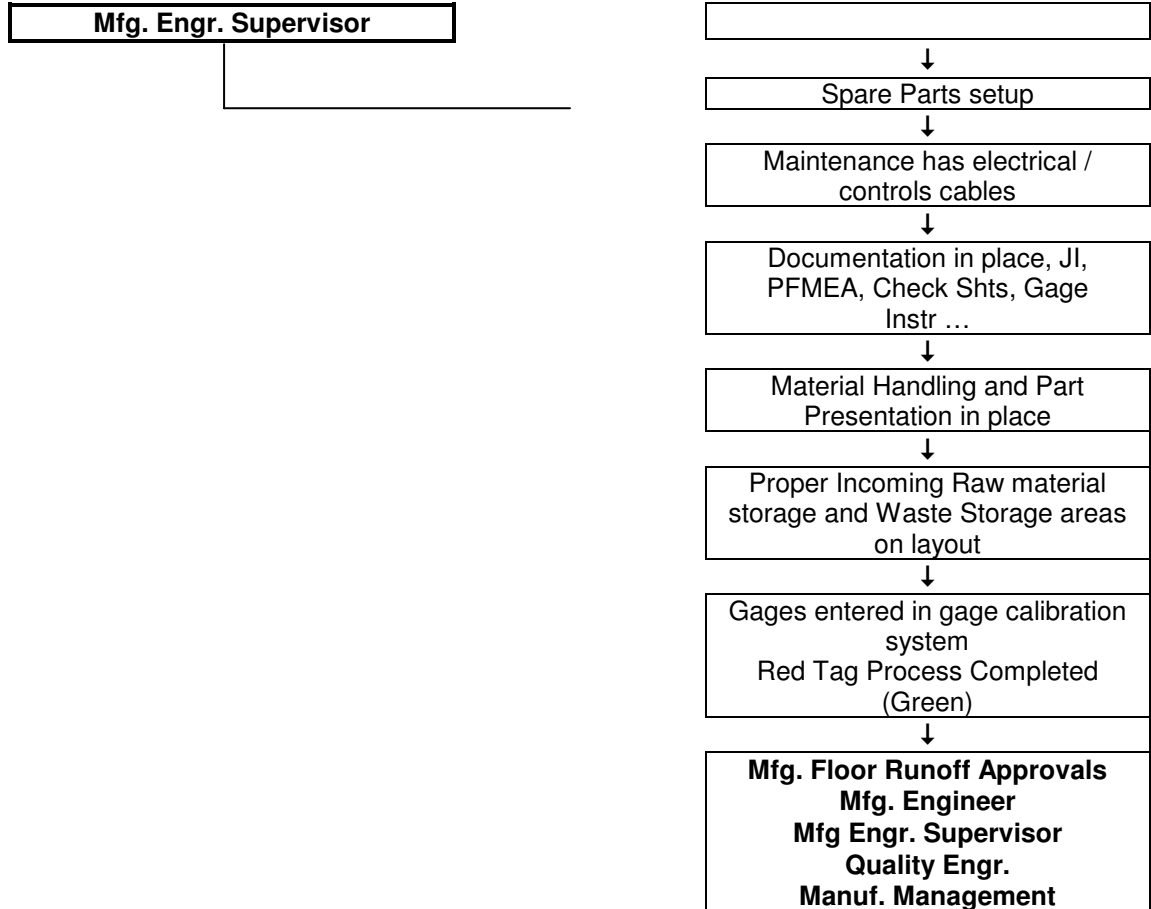 Mfg. Engr. Supervisor
Spare Parts setup
Maintenance has electrical /
controls cables
Documentation in place, JI,
PFMEA, Check Shts, Gage
Instr …
Material Handling and Part
Presentation in place
Proper Incoming Raw material
storage and Waste Storage areas
on layout
Gages entered in gage calibration
system
Red Tag Process Completed
(Green)
Mfg. Floor Runoff Approvals
Mfg. Engineer
Mfg Engr. Supervisor
Quality Engr.
Manuf. Management